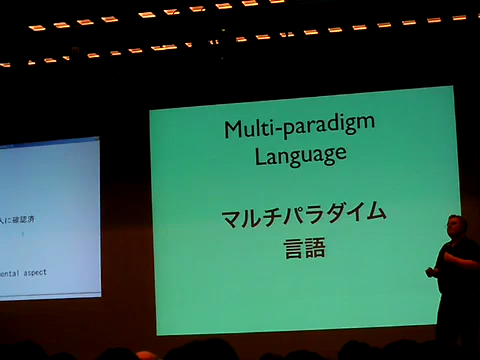 人に確認済
ental aspect
Multi-paradigm
Language
マルチパラダイム
言語